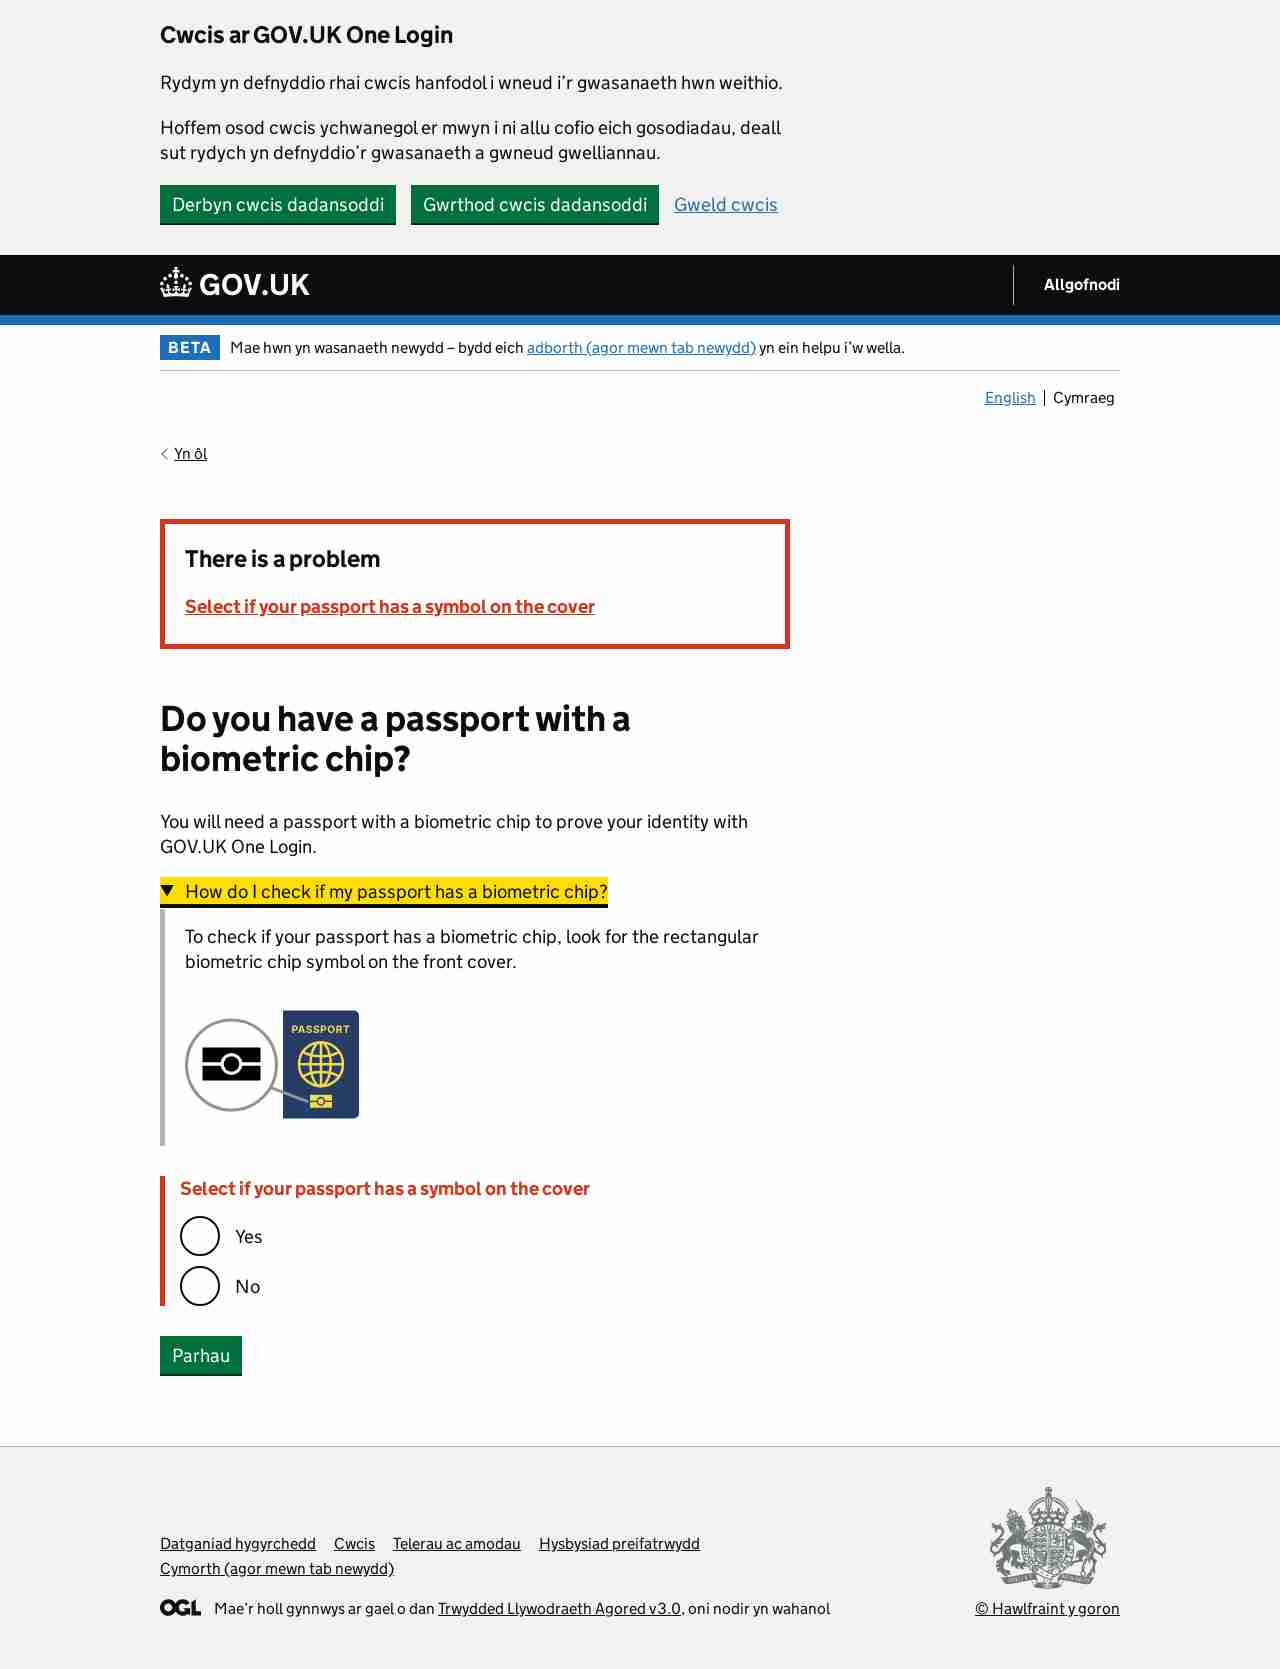 Cwcis ar GOV.UK One Login
Rydym yn defnyddio rhai cwcis hanfodol i wneud i’r gwasanaeth hwn weithio.
Hoffem osod cwcis ychwanegol er mwyn i ni allu cofio eich gosodiadau, deall
sut rydych yn defnyddio’r gwasanaeth a gwneud gwelliannau.
Derbyn cwcis dadansoddi Gwrthod cwcis dadansoddi Gweld cwcis
GOV.UK Allgofnodi
BETA Mae hwn yn wasanaeth newydd – bydd eich adborth (agor mewn tab newydd) yn ein helpu i’w wella.
English Cymraeg
Yn ôl
There is a problem
Select if your passport has a symbol on the cover
Do you have a passport with a
biometric chip?
You will need a passport with a biometric chip to prove your identity with
GOV.UK One Login.
How do I check if my passport has a biometric chip?
To check if your passport has a biometric chip, look for the rectangular
biometric chip symbol on the front cover.
PASSPORT
Select if your passport has a symbol on the cover
Yes
No
Parhau
Datganiad hygyrchedd Cwcis Telerau ac amodau Hysbysiad preifatrwydd
Cymorth (agor mewn tab newydd)
OGL Mae’r holl gynnwys ar gael o dan Trwydded Llywodraeth Agored v3.0, oni nodir yn wahanol
© Hawlfraint y goron